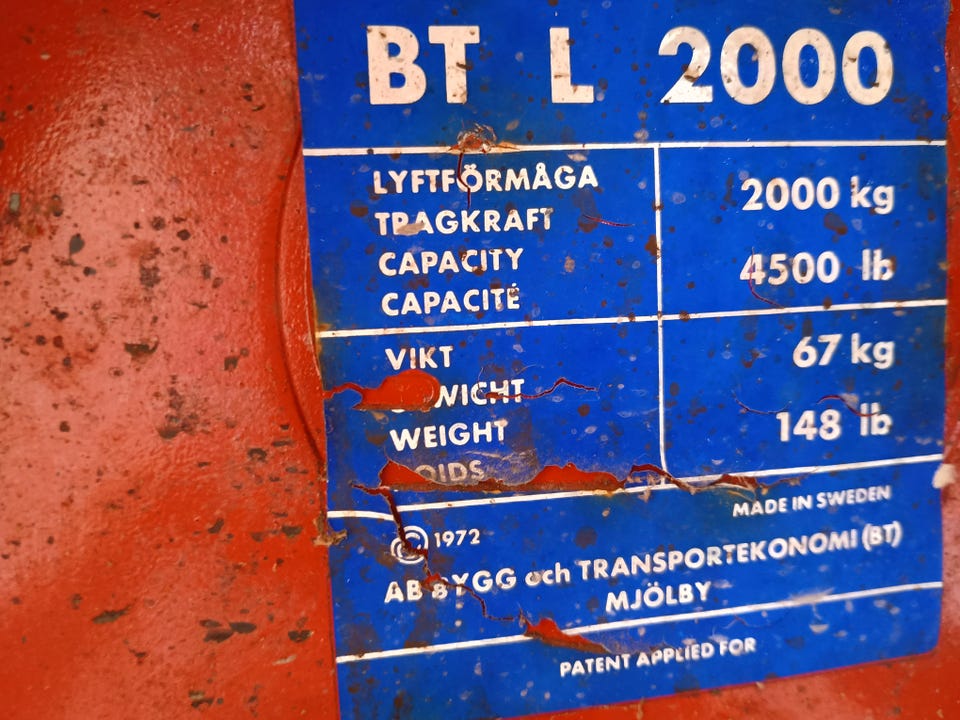 BT L 2000
LYFTFÖRMÅGA
TRAGKRAFT
CAPACITY
CAPACITÉ
2000 kg
4500 lb
VIKT
WEIGHT
67 kg
148 lb
MADE IN SWEDEN
© 1972
AB BYGG och TRANSPORTEKONOMI (BT)
MJÖLBY
PATENT APPLIED FOR